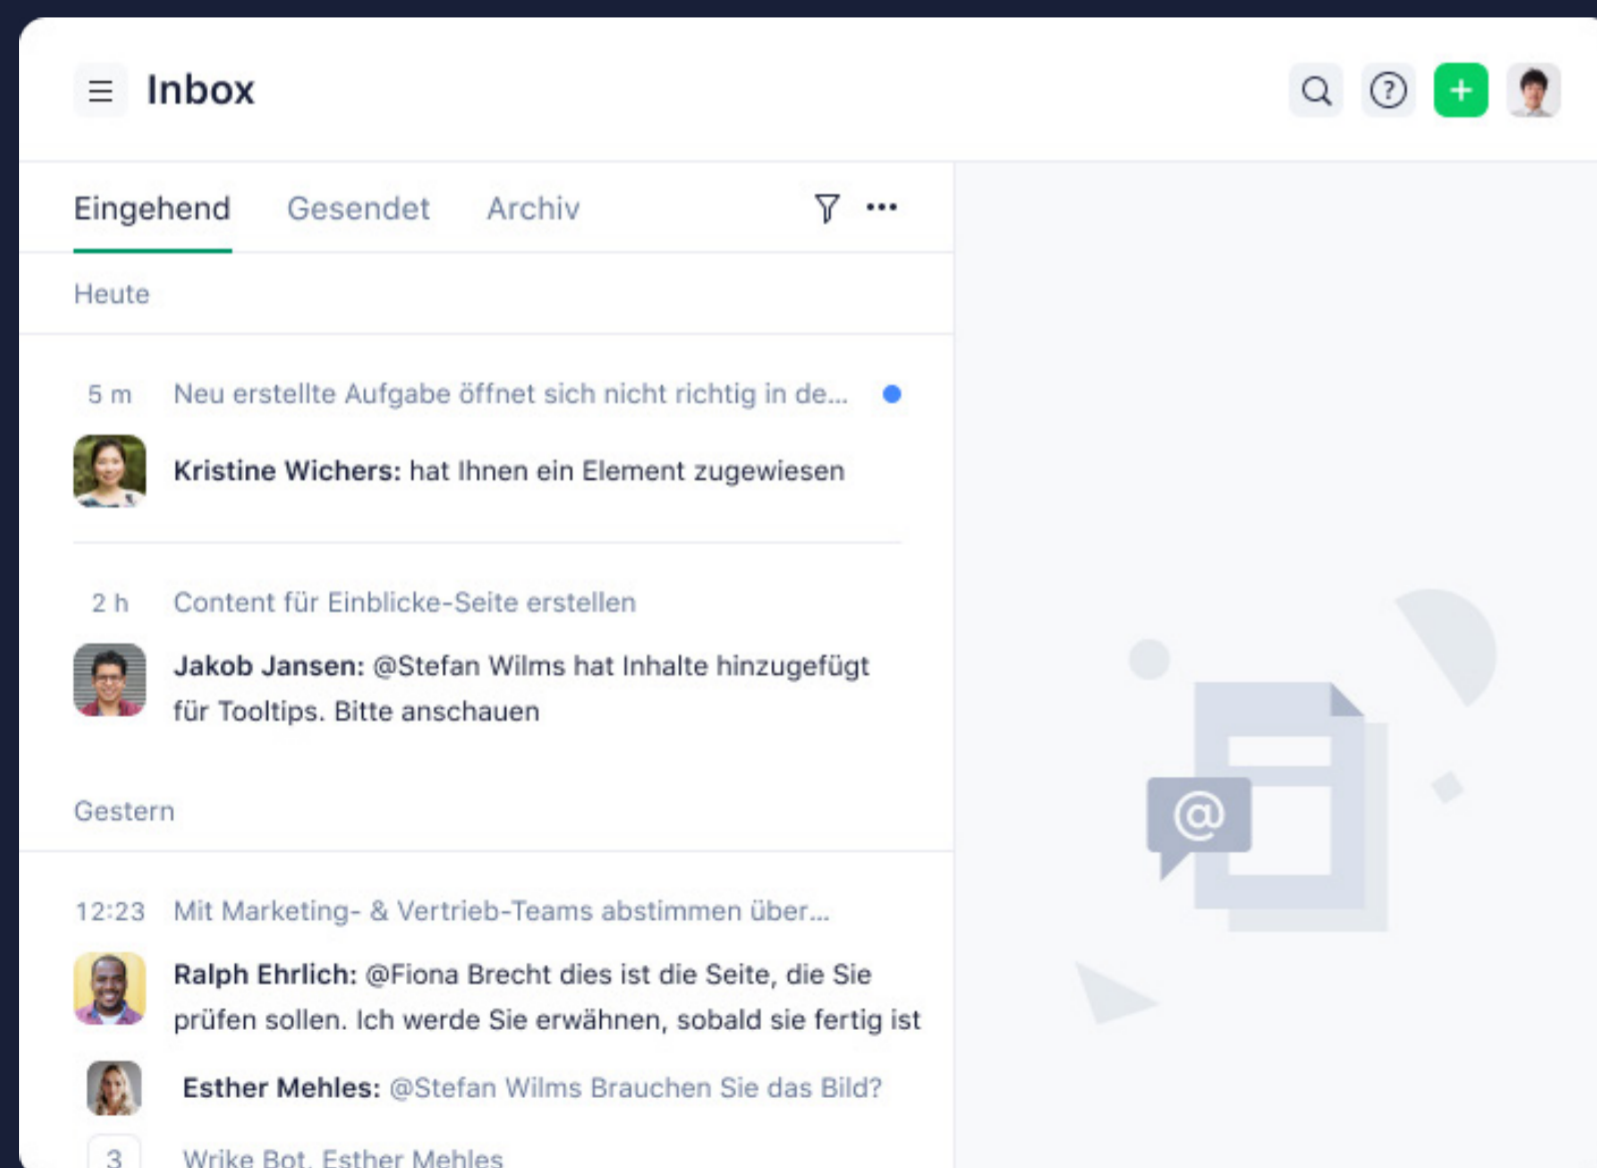 Inbox
Eingehend Gesendet Archiv
Heute
5 m Neu erstellte Aufgabe öffnet sich nicht richtig in de...
Kristine Wichers: hat Ihnen ein Element zugewiesen
2 h Content für Einblicke-Seite erstellen
Jakob Jansen: @Stefan Wilms hat Inhalte hinzugefügt
für Tooltips. Bitte anschauen
Gestern
12:23 Mit Marketing- & Vertrieb-Teams abstimmen über...
Ralph Ehrlich: @Fiona Brecht dies ist die Seite, die Sie
prüfen sollen. Ich werde Sie erwähnen, sobald sie fertig ist
Esther Mehles: @Stefan Wilms Brauchen Sie das Bild?
3 Wrike Bot, Esther Mehles
@